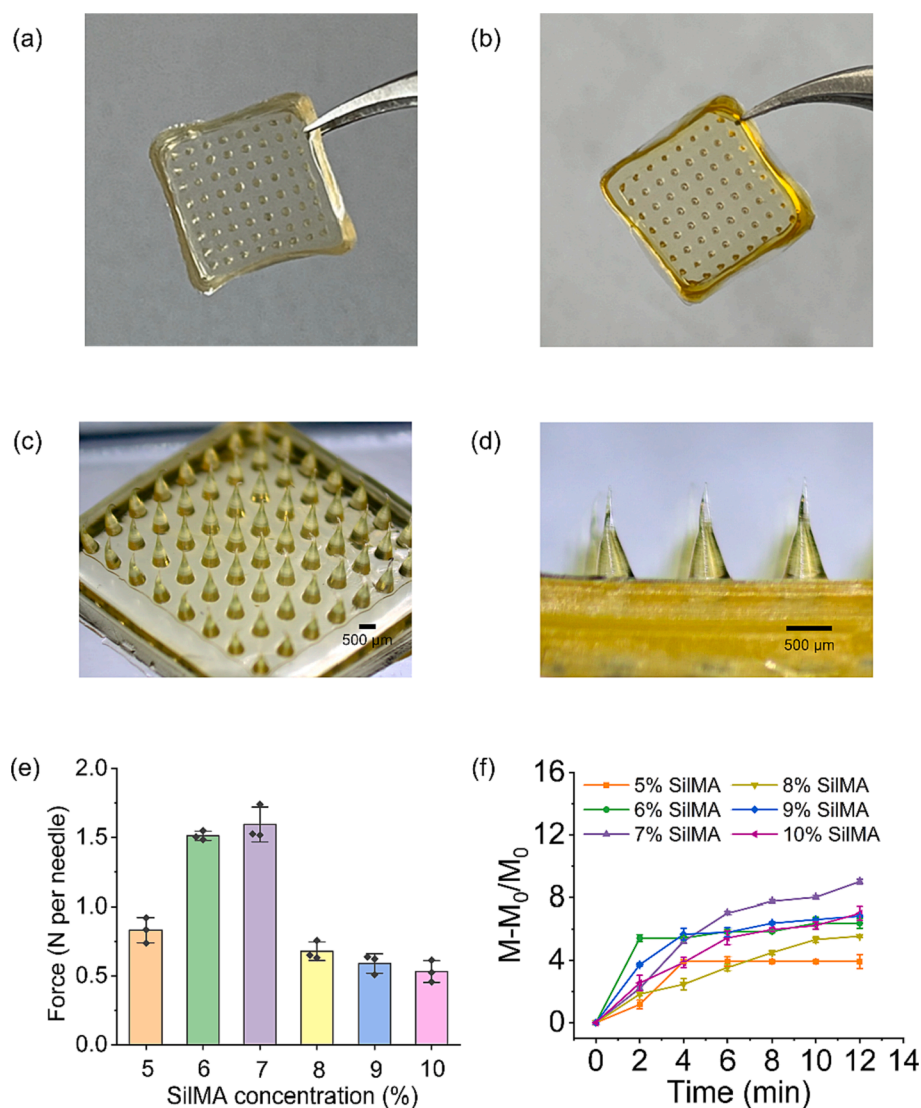 (a)
(b)
(c)
500 µm
(d)
500 µm
(e)
Force (N per needle)
2.0
1.5
1.0
0.5
0.0
5 6 7 8 9 10
SilMA concentration (%)
(f)
M-M0/M0
16
12
8
4
0
5% SilMA 8% SilMA
6% SilMA 9% SilMA
7% SilMA 10% SilMA
0 2 4 6 8 10 12 14
Time (min)